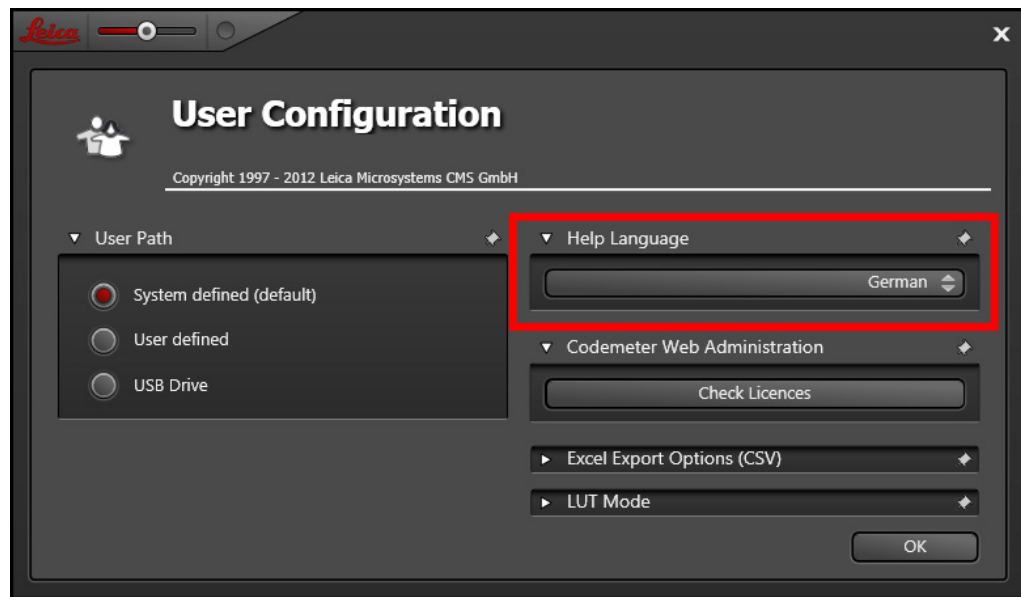 Leica
User Configuration
Copyright 1997 - 2012 Leica Microsystems CMS GmbH
User Path
System defined (default)
User defined
USB Drive
Help Language
German
Codemeter Web Administration
Check Licences
Excel Export Options (CSV)
LUT Mode
OK